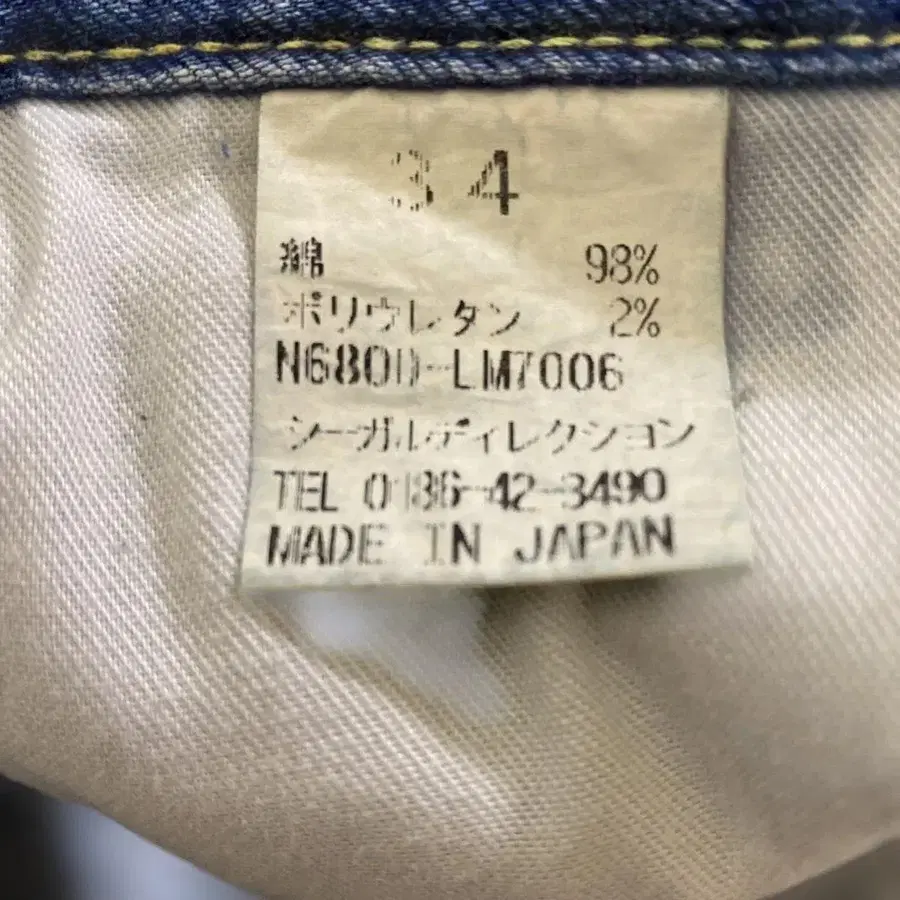 34
綿 98%
ポリウレタン 2%
N680D-LM7006
シーガルディレクション
TEL 0186-42-3490
MADE IN JAPAN